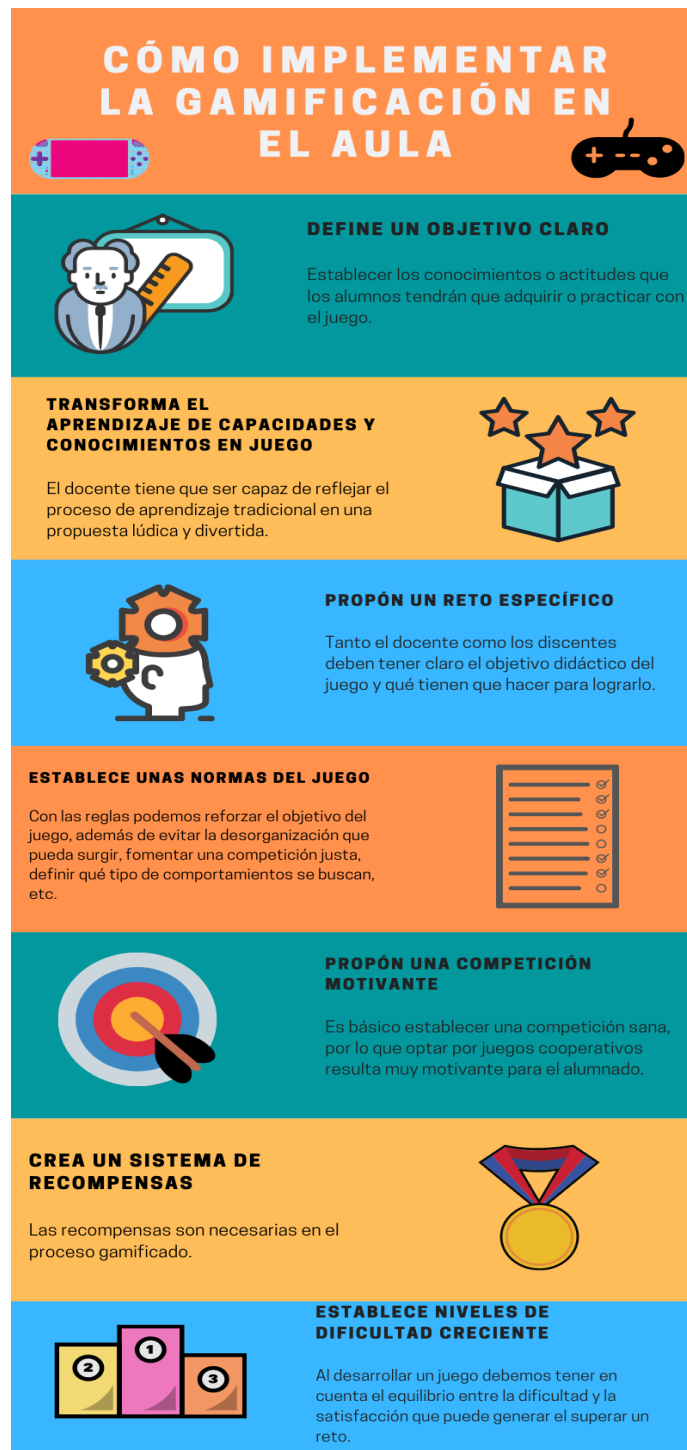 CÓMO IMPLEMENTAR
LA GAMIFICACIÓN EN
EL AULA
DEFINE UN OBJETIVO CLARO
Establecer los conocimientos o actitudes que
los alumnos tendrán que adquirir o practicar con
el juego.
TRANSFORMA EL
APRENDIZAJE DE CAPACIDADES Y
CONOCIMIENTOS EN JUEGO
El docente tiene que ser capaz de reflejar el
proceso de aprendizaje tradicional en una
propuesta lúdica y divertida.
PROPÓN UN RETO ESPECÍFICO
Tanto el docente como los discentes
deben tener claro el objetivo didáctico del
juego y qué tienen que hacer para lograrlo.
ESTABLECE UNAS NORMAS DEL JUEGO
Con las reglas podemos reforzar el objetivo del
juego, además de evitar la desorganización que
pueda surgir, fomentar una competición justa,
definir qué tipo de comportamientos se buscan,
etc.
PROPÓN UNA COMPETICIÓN
MOTIVANTE
Es básico establecer una competición sana,
por lo que optar por juegos cooperativos
resulta muy motivante para el alumnado.
CREA UN SISTEMA DE
RECOMPENSAS
Las recompensas son necesarias en el
proceso gamificado.
ESTABLECE NIVELES DE
DIFICULTAD CRECIENTE
2 1 3
Al desarrollar un juego debemos tener en
cuenta el equilibrio entre la dificultad y la
satisfacción que puede generar el superar un
reto.